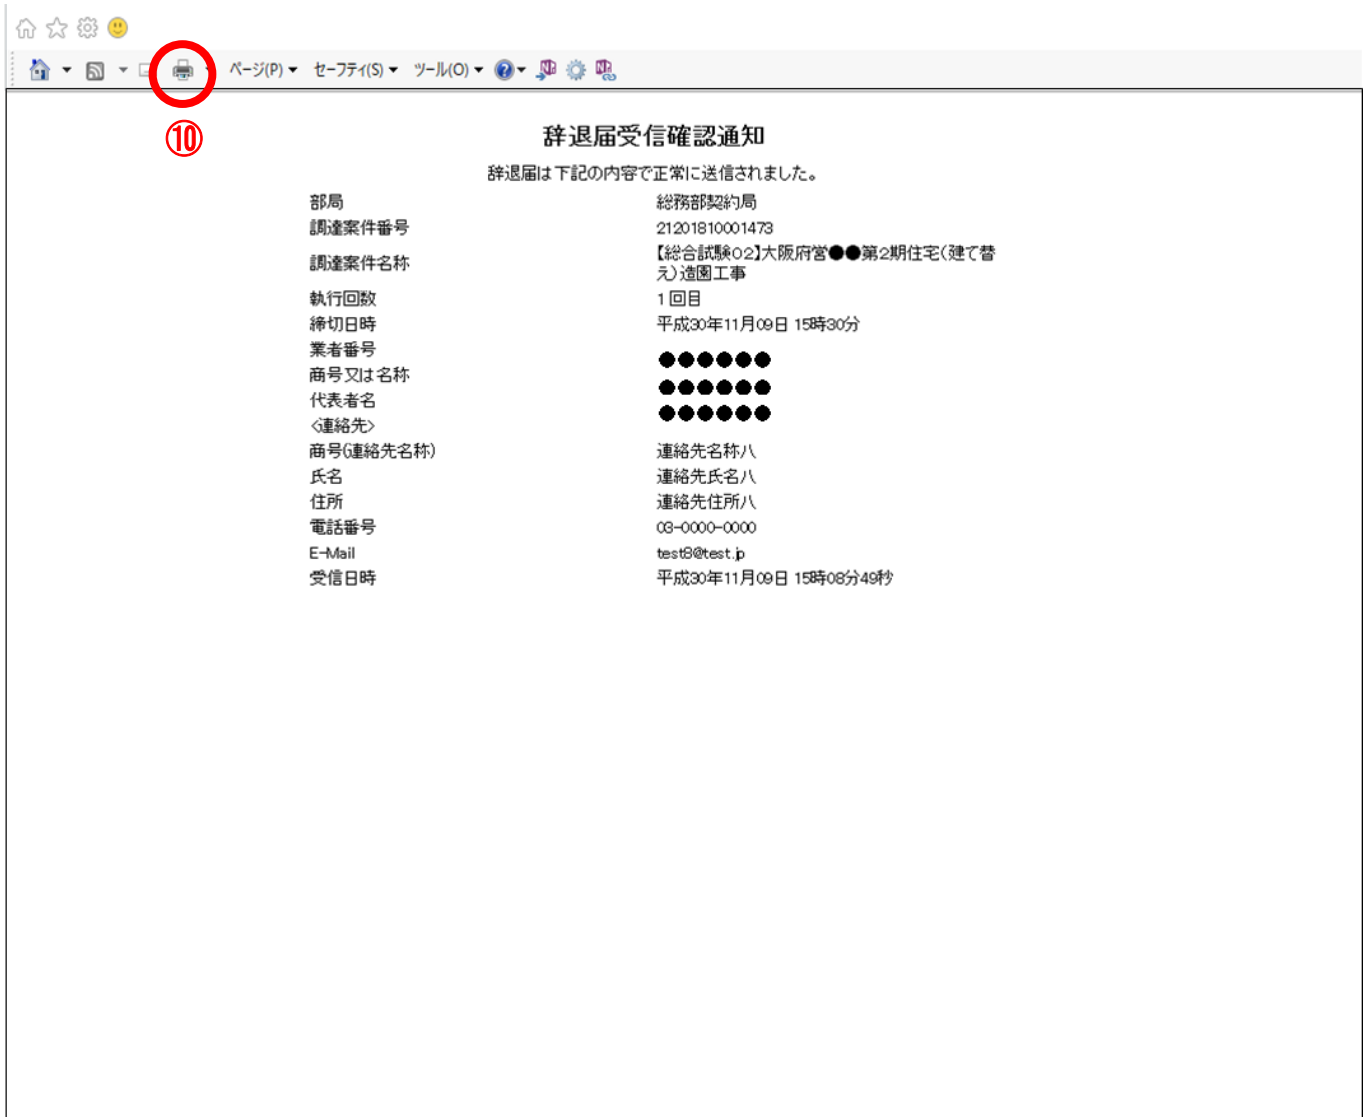 ページ(P) セーフティ(S) ツール(O)
⑩
辞退届受信確認通知
辞退届は下記の内容で正常に送信されました。
部局 総務部契約局
調達案件番号 21201810001473
調達案件名称 【総合試験02】大阪府営●●第2期住宅(建て替
え)造園工事
執行回数 1回目
締切日時 平成30年11月09日 15時30分
業者番号 ●●●●●●
商号又は名称 ●●●●●●
代表者名 ●●●●●●
<連絡先>
商号(連絡先名称) 連絡先名称八
氏名 連絡先氏名八
住所 連絡先住所八
電話番号 03-0000-0000
E-Mail test8@test.jp
受信日時 平成30年11月09日 15時08分49秒